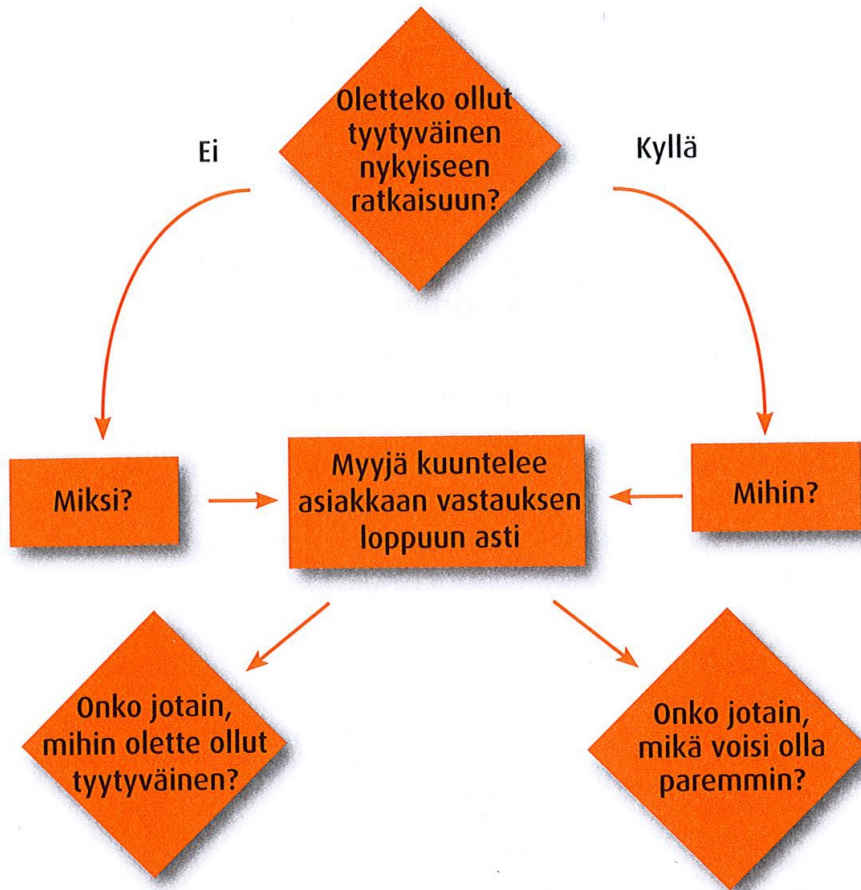 Oletteko ollut
tyytyväinen
nykyiseen
ratkaisuun?
Ei
Kyllä
Miksi?
Myyjä kuuntelee
asiakkaan vastauksen
loppuun asti
Mihin?
Onko jotain,
mihin olette ollut
tyytyväinen?
Onko jotain,
mikä voisi olla
paremmin?